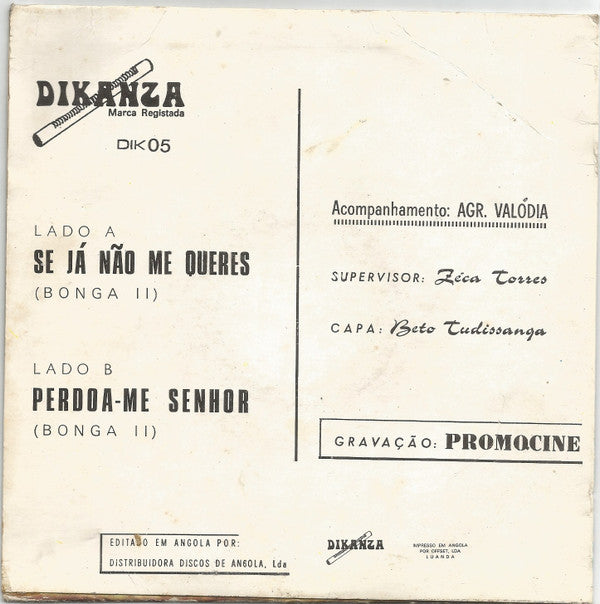 DIKANZA
Marca Registada
DIK 05
LADO A
SE JÁ NÃO ME QUERES
(BONGA II)
LADO B
PERDOA-ME SENHOR
(BONGA II)
EDITADO EM ANGOLA POR:
DISTRIBUIDORA DISCOS DE ANGOLA, Lda
Acompanhamento: AGR. VALÓDIA
SUPERVISOR: Zéca Torres
CAPA: Beto Tudissanga
GRAVAÇÃO: PROMOCINE
DIKANZA
IMPRESSO EM ANGOLA
POR OFFSET, LDA
LUANDA